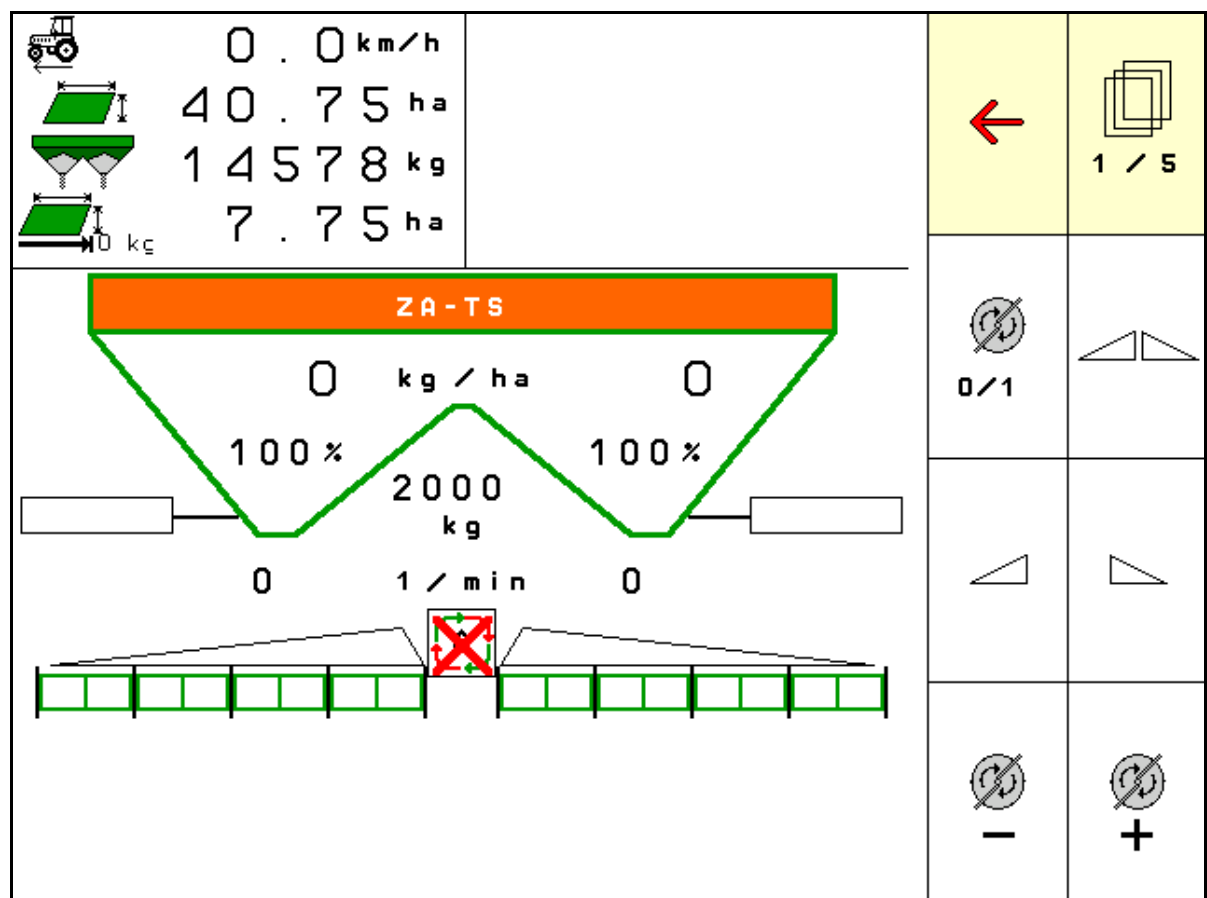 0.0 km/h
40.75 ha
14578 kg
7.75 ha
0 kg
1 / 5
ZA-TS
0 kg/ha 0
100% 100%
2000
kg
0 1/min 0
0/1
−
+